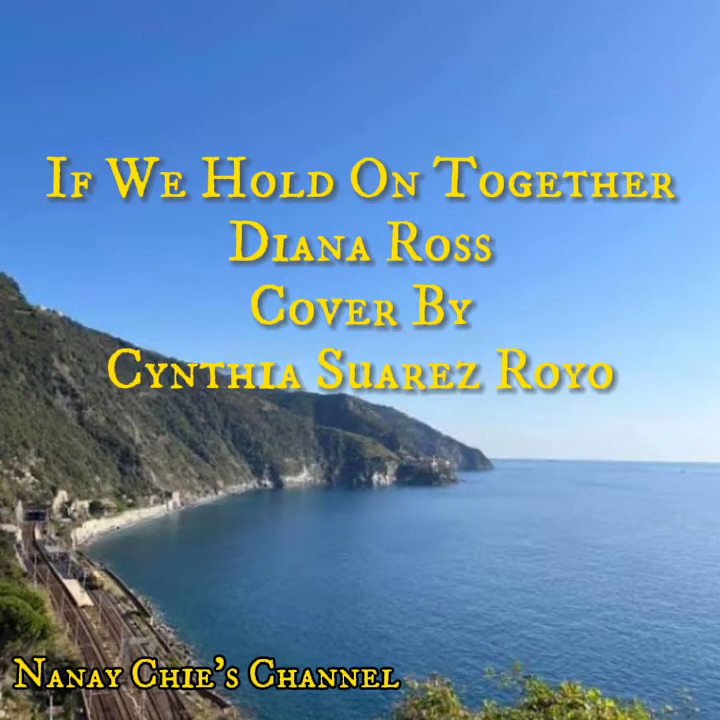 If We Hold On Together
Diana Ross
Cover By
Cynthia Suarez Royo
Nanay Chie's Channel